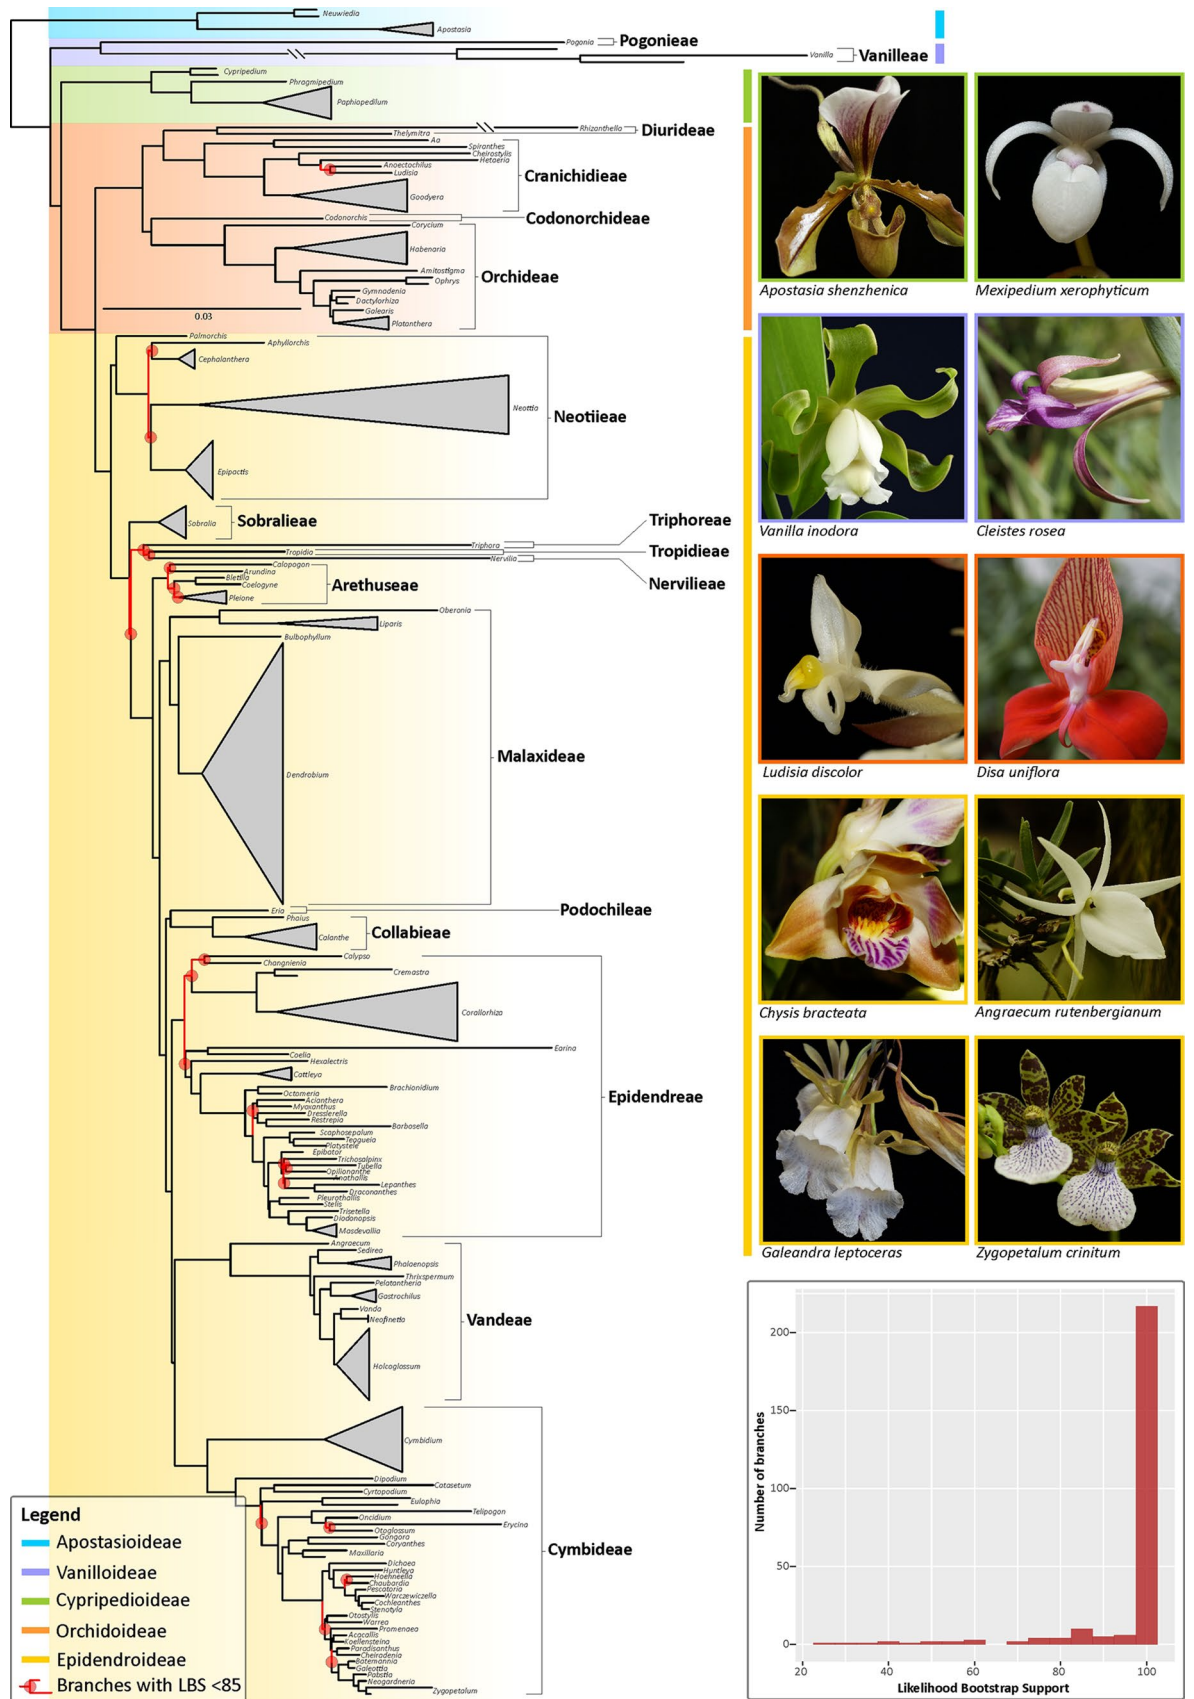 Neuwiedia
Apostasia
Pogonia
Pogonieae
Vanilla
Vanilleae
Cypripedium
Phragmipedium
Paphiopedilum
Rhizanthella
Diurideae
Thelymitra
Aa
Spiranthes
Cheirostylis
Hetaeria
Anoectochilus
Ludisia
Cranichidieae
Goodyera
Codonorchis
Codonorchideae
Corycium
Habenaria
Orchideae
Amitostigma
Ophrys
Gymnadenia
Dactylorhiza
Galearis
Platanthera
0.03
Palmorchis
Aphyllorchis
Cephalanthera
Neottia
Neotiieae
Epipactis
Sobralia
Sobralieae
Triphora
Triphoreae
Tropidia
Tropidieae
Nervilia
Nervilieae
Calopogon
Arundina
Bletilla
Coelogyne
Pleione
Arethuseae
Oberonia
Liparis
Bulbophyllum
Dendrobium
Malaxideae
Eria
Podochileae
Phaius
Calanthe
Collabieae
Calypso
Changnienia
Cremastra
Corallorhiza
Earina
Coelia
Hexalectris
Cattleya
Brachionidium
Octomeria
Acianthera
Myoxanthus
Dresslerella
Restrepia
Barbosella
Epidendreae
Scaphosepalum
Teagueia
Platystele
Epibator
Trichosalpinx
Tubella
Opilionanthe
Anathallis
Lepanthes
Draconanthes
Pleurothallis
Stelis
Trisetella
Diodonopsis
Masdevallia
Angraecum
Sedirea
Phalaenopsis
Thrixspermum
Pelatantheria
Gastrochilus
Vanda
Neofinetia
Vandeae
Holcoglossum
Cymbidium
Dipodium
Catasetum
Cyrtopodium
Eulophia
Telipogon
Oncidium
Erycina
Otoglossum
Gongora
Coryanthes
Maxillaria
Cymbideae
Dichaea
Huntleya
Hoehneella
Chaubardia
Pescatoria
Warczewiczella
Cochleanthes
Stenotyla
Otostylis
Warrea
Promenaea
Acacallis
Koellensteina
Paradisanthus
Cheiradenia
Batemannia
Galeottia
Pabstia
Neogardneria
Zygopetalum
Legend
Apostasioideae
Vanilloideae
Cypripedioideae
Orchidoideae
Epidendroideae
Branches with LBS <85
Apostasia shenzhenica
Mexipedium xerophyticum
Vanilla inodora
Cleistes rosea
Ludisia discolor
Disa uniflora
Chysis bracteata
Angraecum rutenbergianum
Galeandra leptoceras
Zygopetalum crinitum
Number of branches
200
150
100
50
0
20 40 60 80 100
Likelihood Bootstrap Support